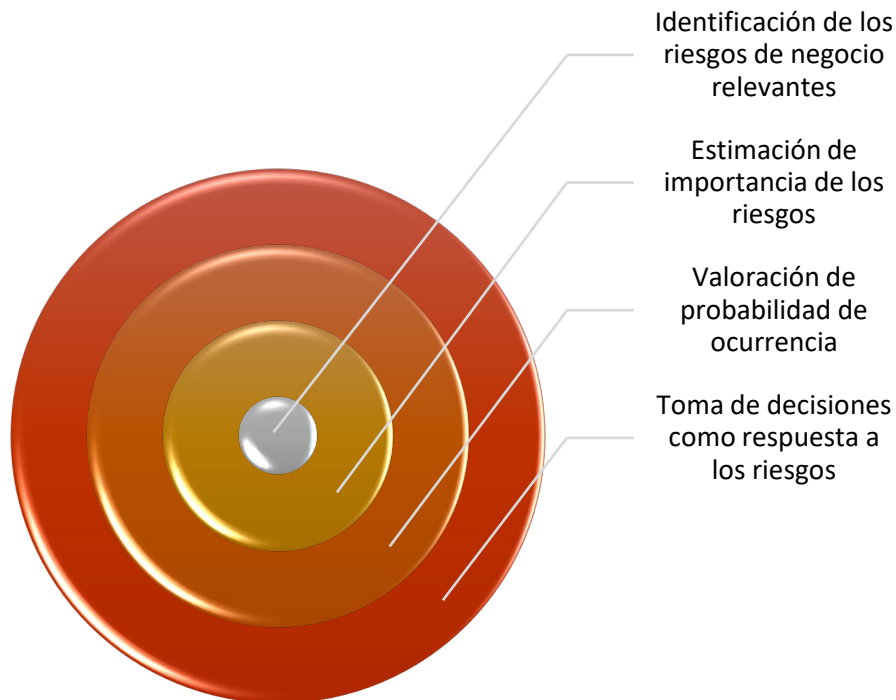 Identificación de los
riesgos de negocio
relevantes
Estimación de
importancia de los
riesgos
Valoración de
probabilidad de
ocurrencia
Toma de decisiones
como respuesta a
los riesgos